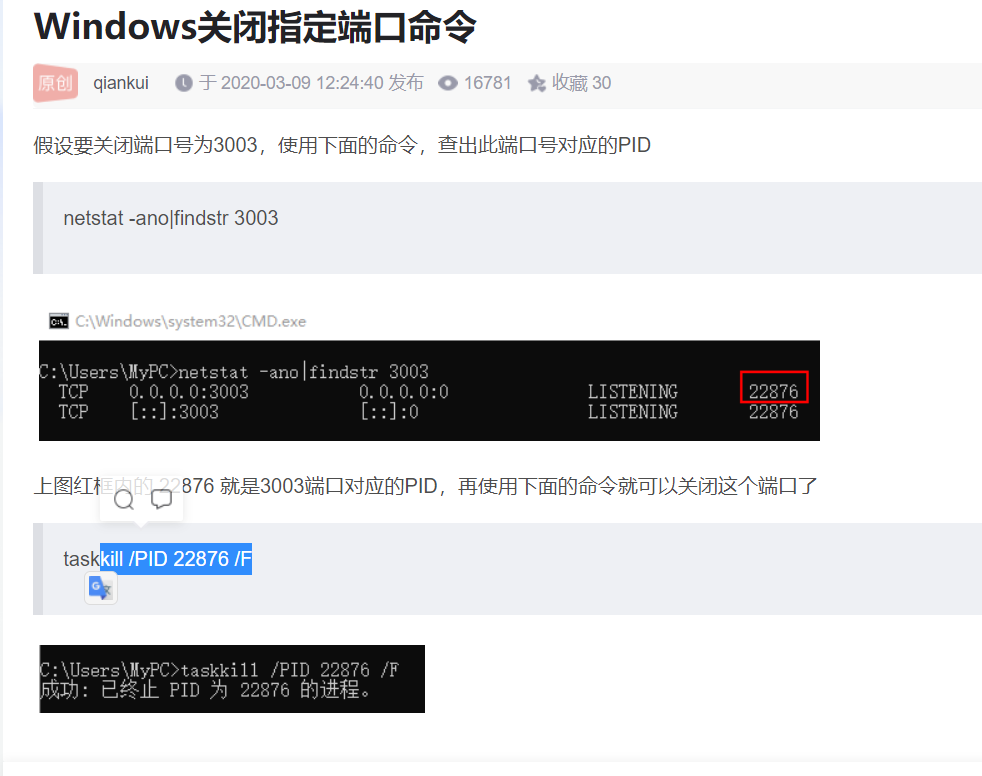 Windows关闭指定端口命令
原创 qiankui 于 2020-03-09 12:24:40 发布 16781 收藏 30
假设要关闭端口号为3003，使用下面的命令，查出此端口号对应的PID
netstat -ano|findstr 3003
C:\Windows\system32\CMD.exe
C:\Users\MyPC>netstat -ano|findstr 3003
TCP 0.0.0.0:3003 0.0.0.0:0 LISTENING 22876
TCP [::]:3003 [::]:0 LISTENING 22876
上图红框内的 22876 就是3003端口对应的PID，再使用下面的命令就可以关闭这个端口了
taskkill /PID 22876 /F
C:\Users\MyPC>taskkill /PID 22876 /F
成功: 已终止 PID 为 22876 的进程。